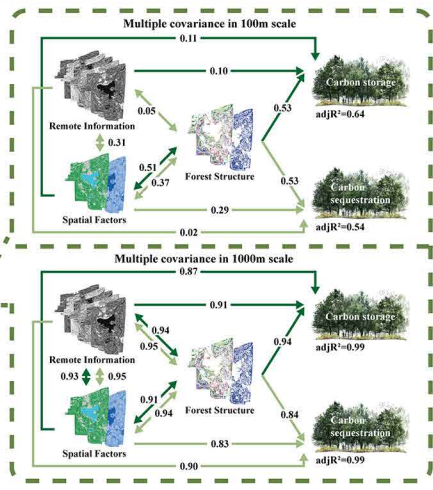 Multiple covariance in 100m scale
0.11
0.10
Carbon storage
adjR²=0.64
0.05
0.53
Remote Information
Forest Structure
0.31
0.51
0.37
0.53
Carbon
sequestration
0.29
Spatial Factors
0.02
adjR²=0.54
Multiple covariance in 1000m scale
0.87
0.91
Carbon storage
adjR²=0.99
0.94
0.95
0.94
Remote Information
Forest Structure
0.93
0.95
0.91
0.94
0.84
Carbon
sequestration
0.83
Spatial Factors
0.90
adjR²=0.99